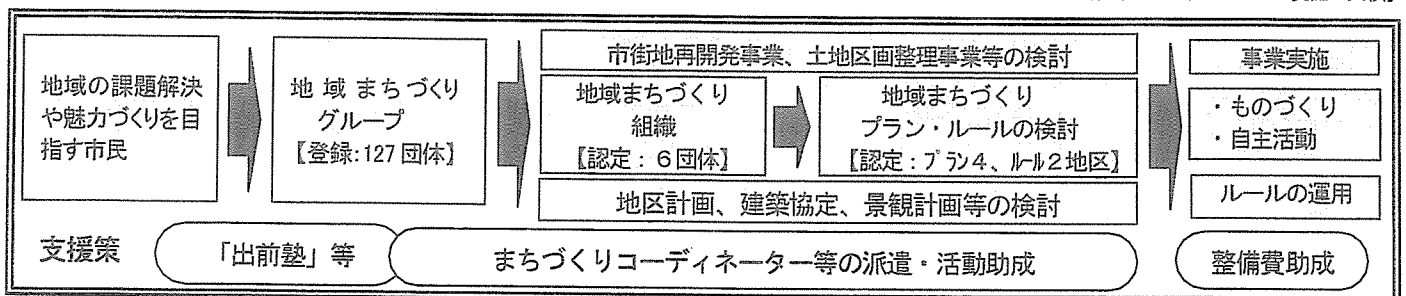 地域の課題解決
や魅力づくりを目
指す市民
地域まちづくり
グループ
【登録:127団体】
市街地再開発事業、土地区画整理事業等の検討
地域まちづくり
組織
【認定：６団体】
地域まちづくり
プラン・ルールの検討
【認定：プラン４、ルール２地区】
地区計画、建築協定、景観計画等の検討
事業実施
・ものづくり
・自主活動
ルールの運用
支援策
「出前塾」等
まちづくりコーディネーター等の派遣・活動助成
整備費助成